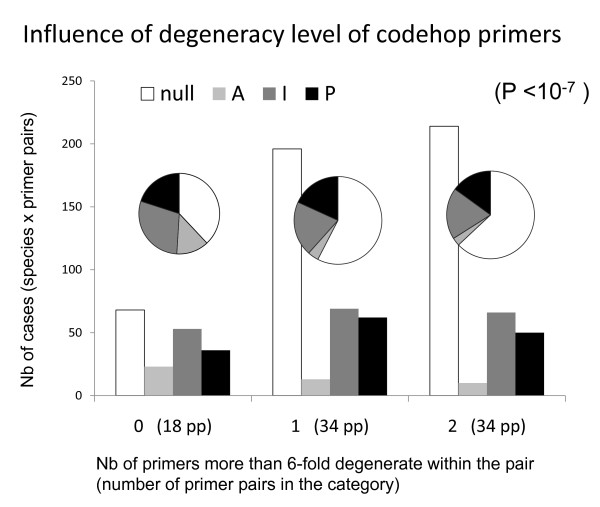 Influence of degeneracy level of codehop primers
(P <10-7 )
null A I P
Nb of cases (species x primer pairs)
250
200
150
100
50
0
0 (18 pp) 1 (34 pp) 2 (34 pp)
Nb of primers more than 6-fold degenerate within the pair
(number of primer pairs in the category)